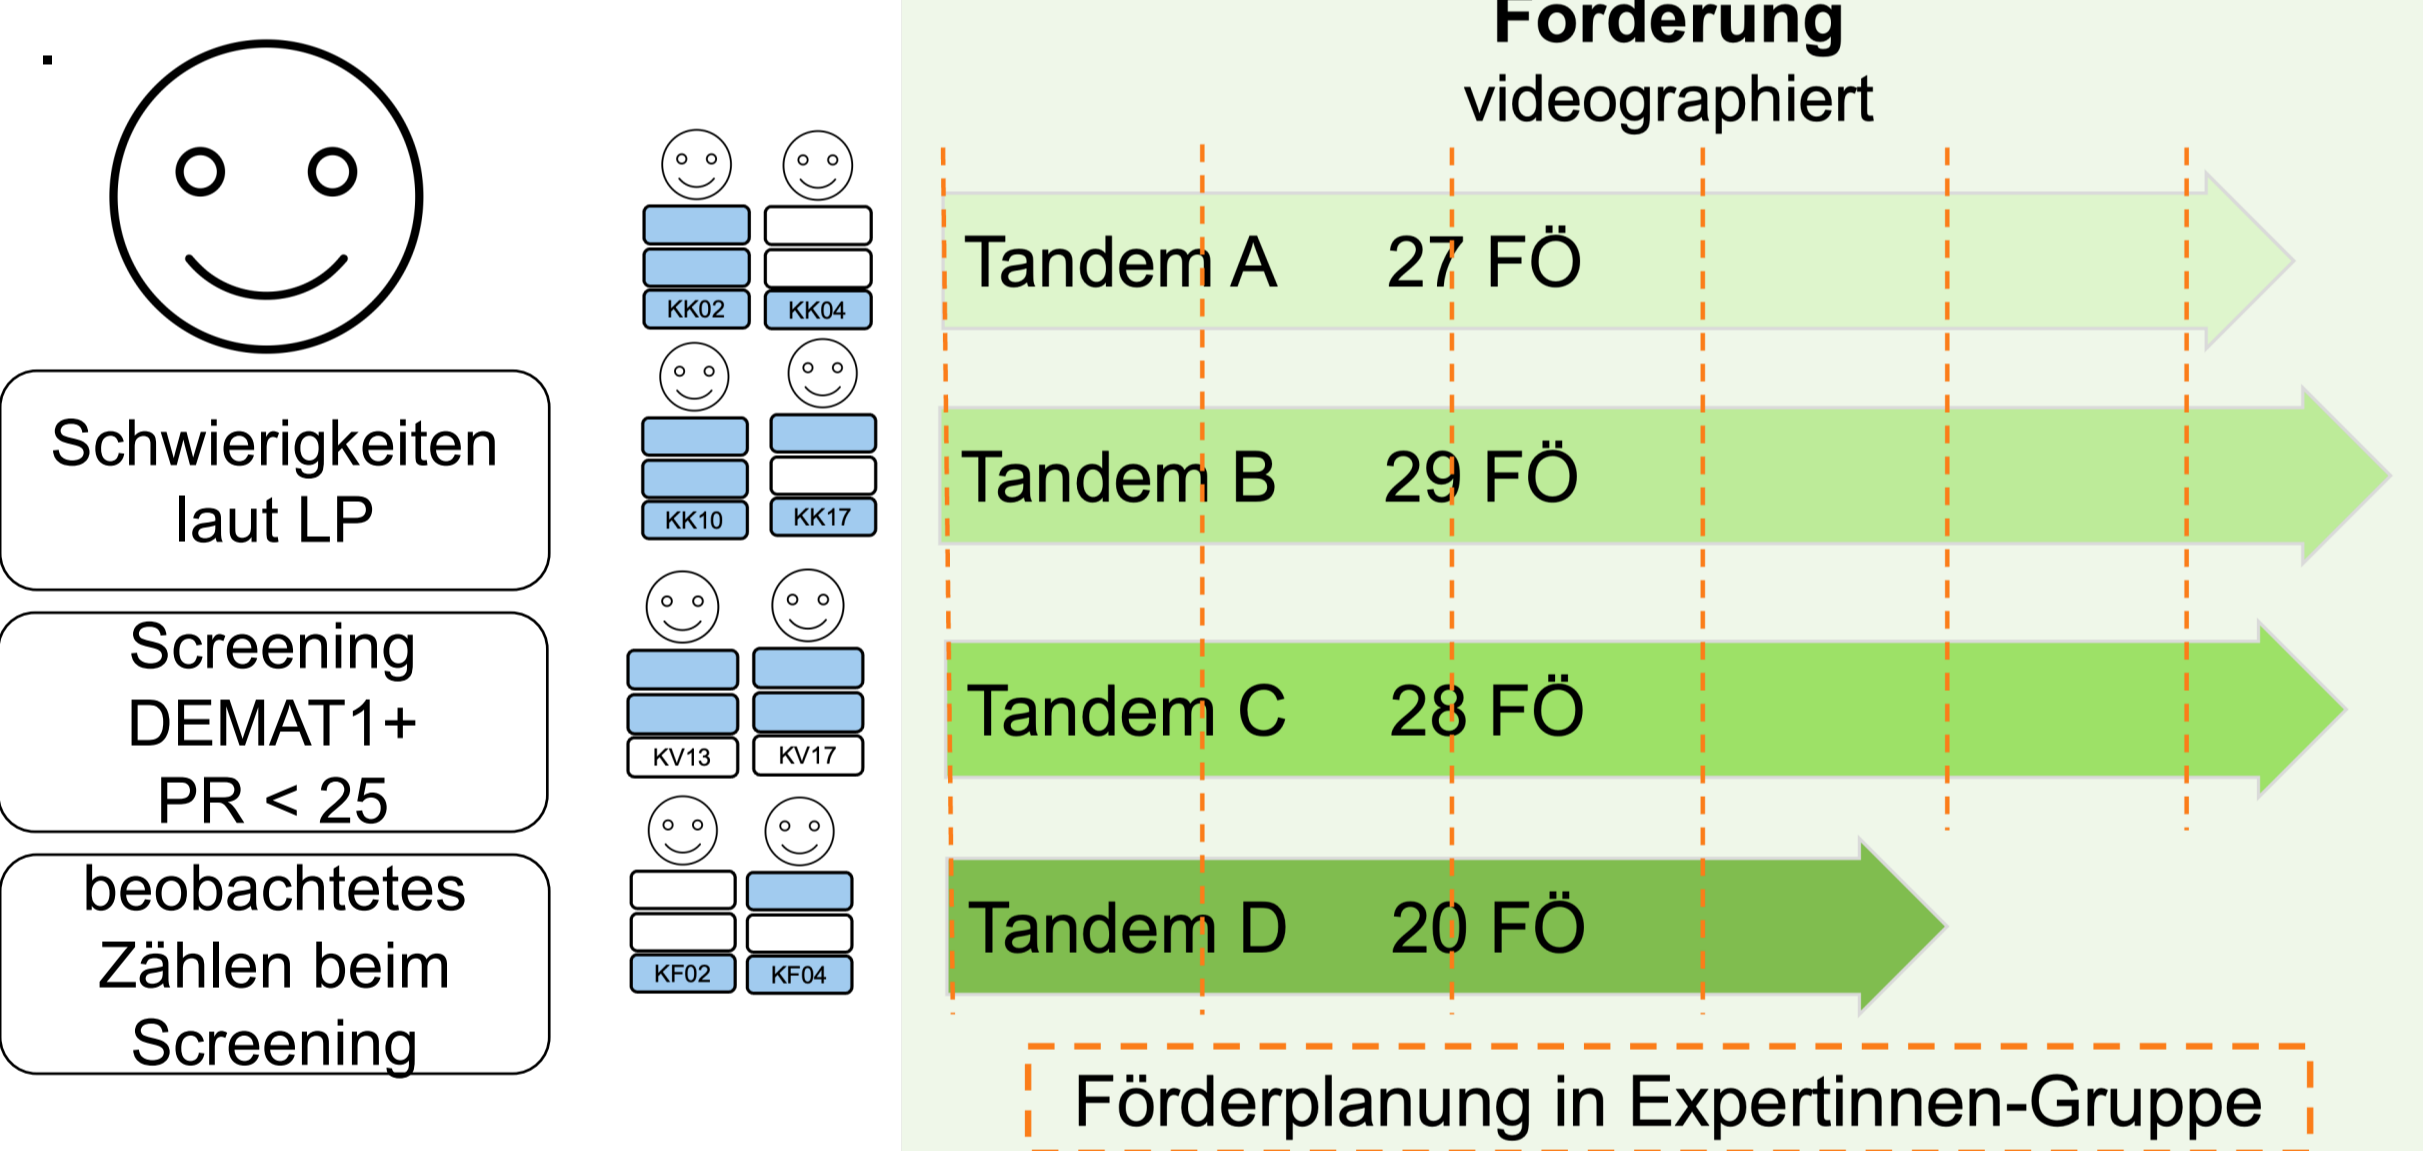 Schwierigkeiten
laut LP
Screening
DEMAT1+
PR < 25
beobachtetes
Zählen beim
Screening
KK02 KK04
KK10 KK17
KV13 KV17
KF02 KF04
Förderung
videographiert
Tandem A 27 FÖ
Tandem B 29 FÖ
Tandem C 28 FÖ
Tandem D 20 FÖ
Förderplanung in Expertinnen-Gruppe